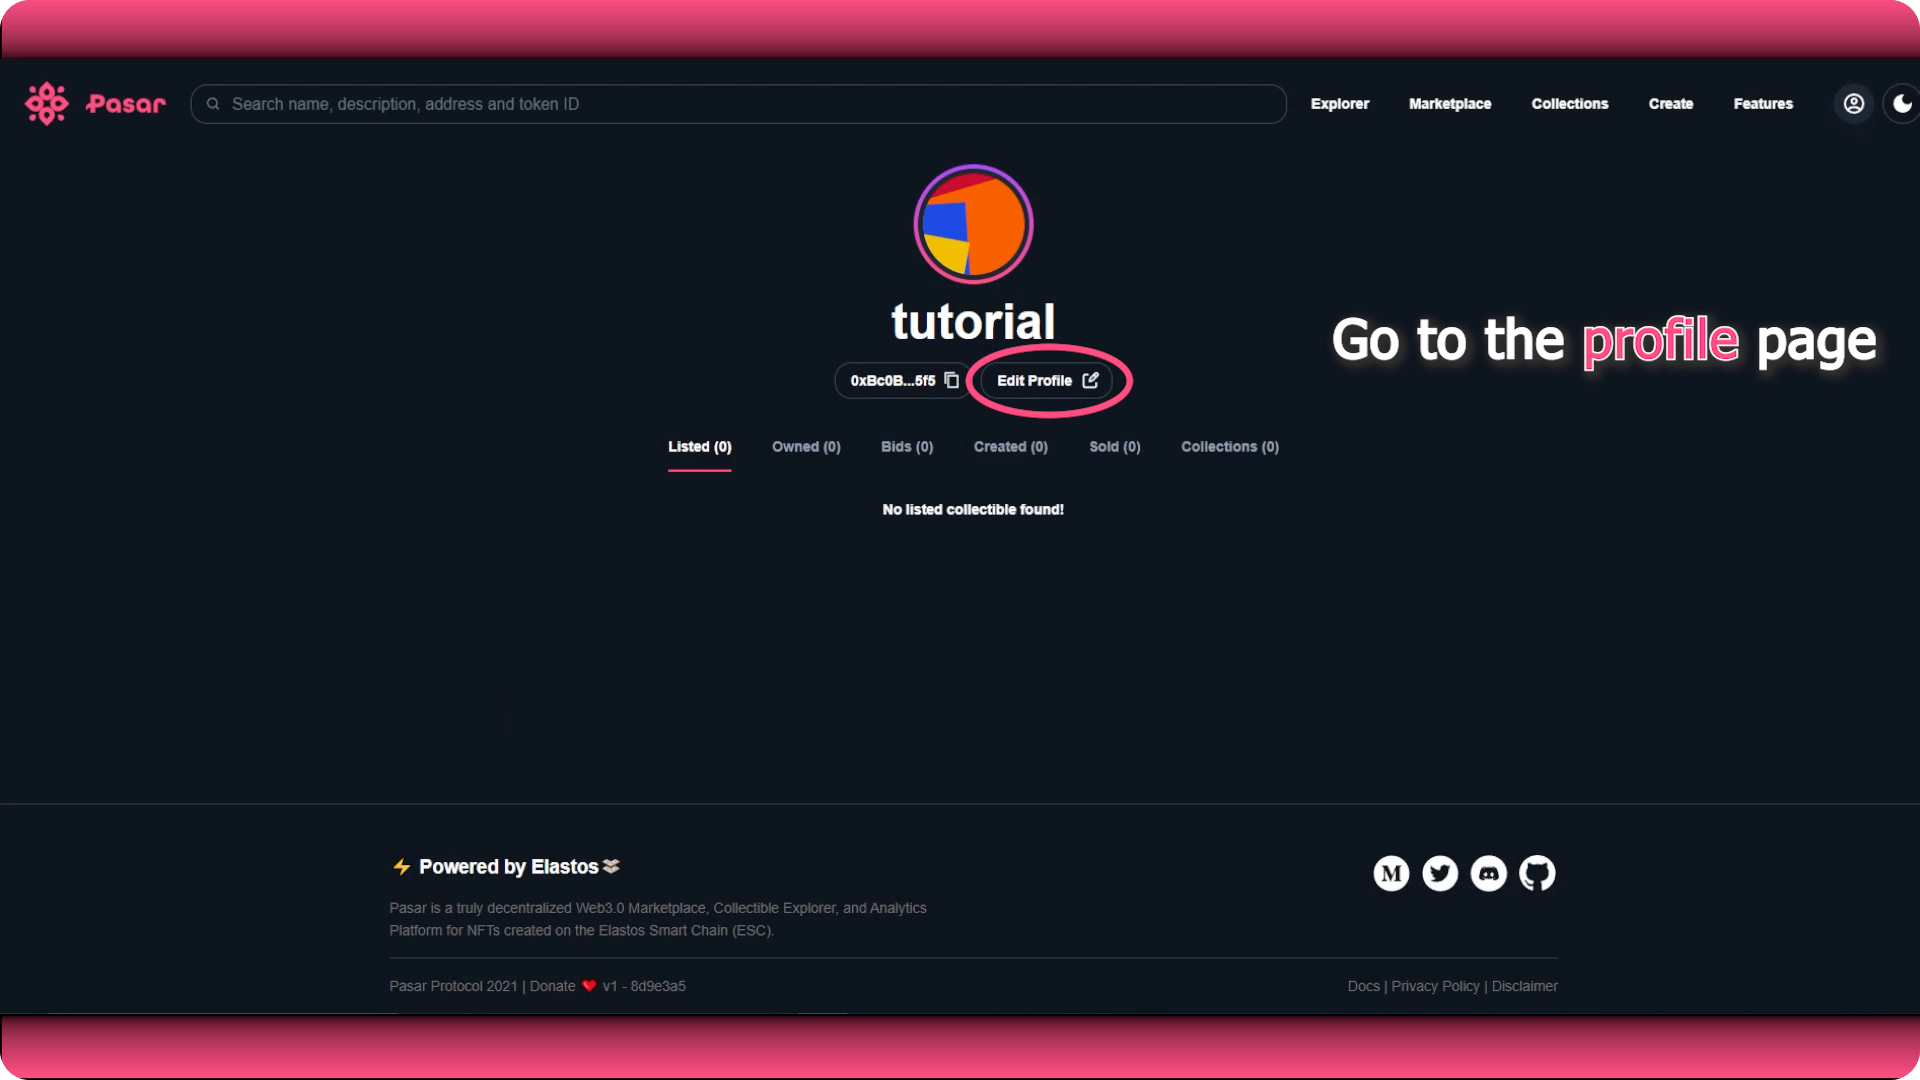 Pasar
Search name, description, address and token ID
Explorer
Marketplace
Collections
Create
Features
tutorial
Go to the profile page
0xBc0B...5f5
Edit Profile
Listed (0)
Owned (0)
Bids (0)
Created (0)
Sold (0)
Collections (0)
No listed collectible found!
⚡ Powered by Elastos
Pasar is a truly decentralized Web3.0 Marketplace, Collectible Explorer, and Analytics
Platform for NFTs created on the Elastos Smart Chain (ESC).
Pasar Protocol 2021 | Donate ❤ v1 - 8d9e3a5
Docs | Privacy Policy | Disclaimer